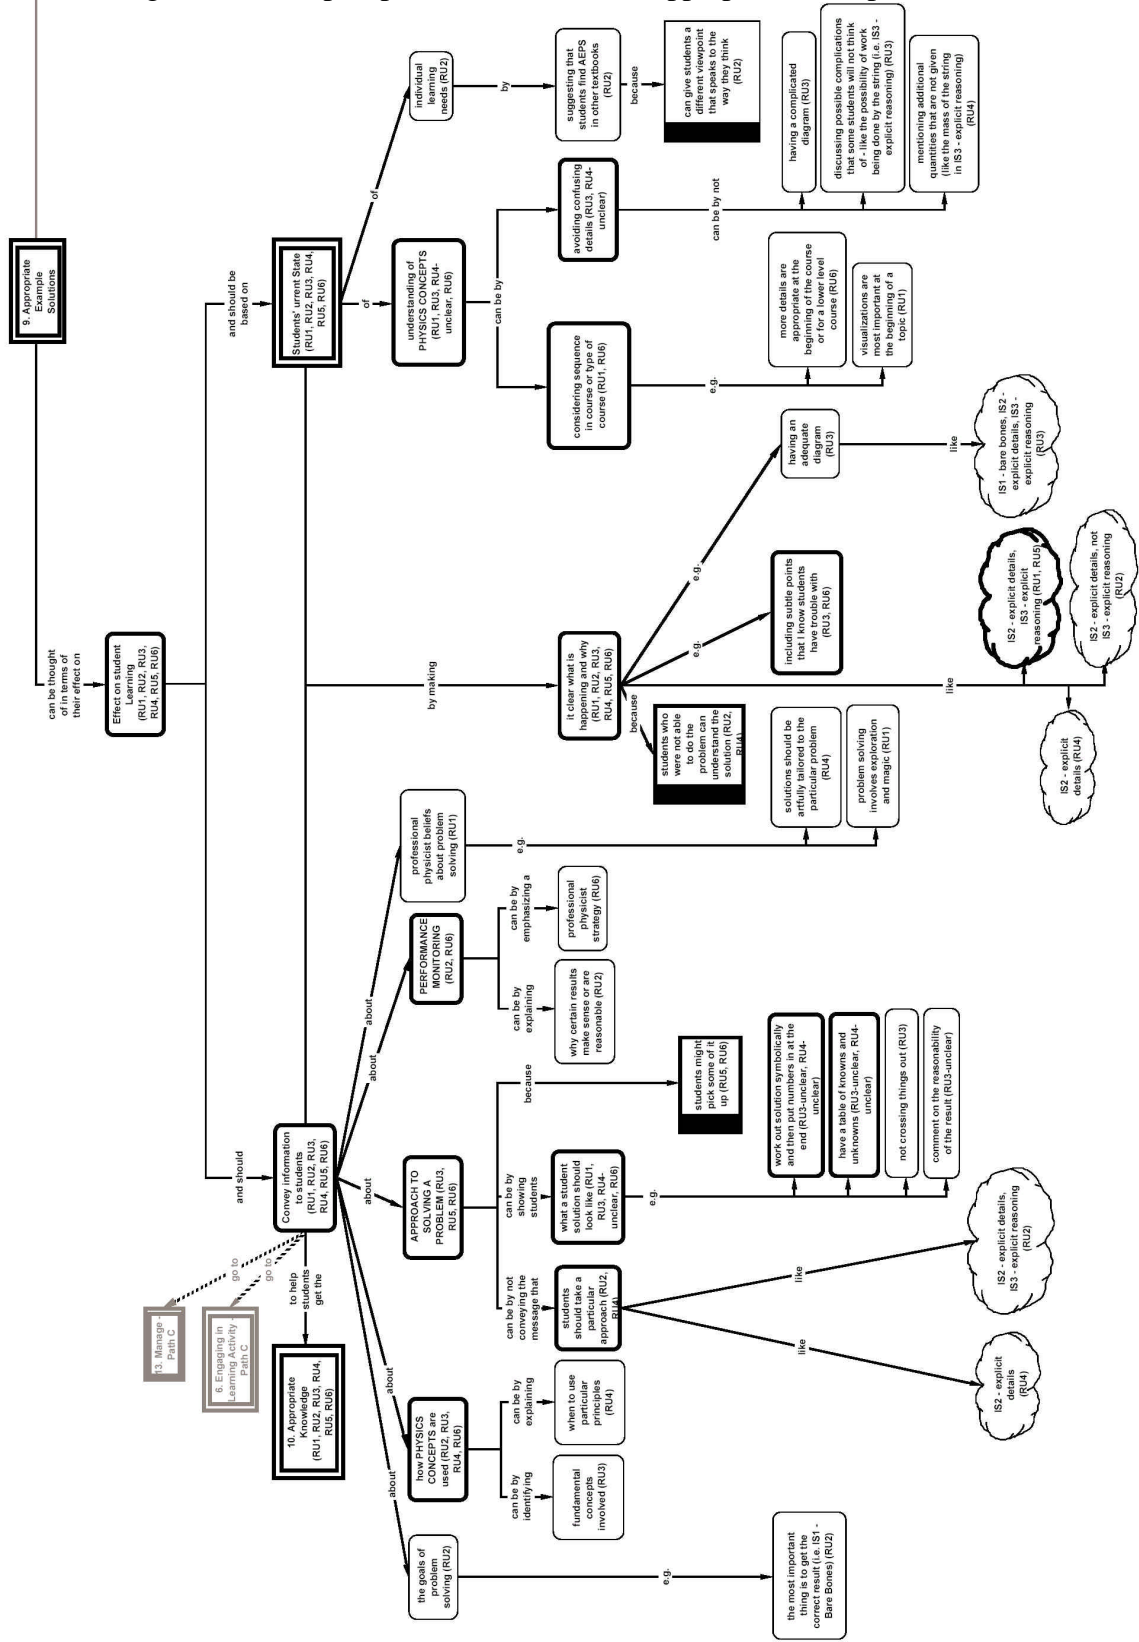 9. Appropriate
Example
Solutions
can be thought
of in terms of
their effect on
Effect on student
Learning
(RU1, RU2, RU3,
RU4, RU5, RU6)
and should
and should be
based on
13. Manage -
Path C
6. Engaging in
Learning Activity -
Path C
go to
go to
Convey information
to students
(RU1, RU2, RU3,
RU4, RU5, RU6)
to help
students
get the
10. Appropriate
Knowledge
(RU1, RU2, RU3, RU4,
RU5, RU6)
Students' current State
(RU1, RU2, RU3, RU4,
RU5, RU6)
about
about
about
about
about
by making
of
of
the goals of
problem
solving (RU2)
how PHYSICS
CONCEPTS are
used (RU2, RU3,
RU4, RU6)
APPROACH TO
SOLVING A
PROBLEM (RU3,
RU5, RU6)
PERFORMANCE
MONITORING
(RU2, RU6)
professional
physicist beliefs
about problem
solving (RU1)
understanding of
PHYSICS CONCEPTS
(RU1, RU3, RU4-
unclear, RU6)
individual
learning
needs (RU2)
can be by
identifying
can be by
explaining
can be by not
conveying the
message that
can be by
showing
students
because
can be by
explaining
can be by
emphasizing a
can be by
by
fundamental
concepts
involved (RU3)
when to use
particular
principles
(RU4)
students
should take a
particular
approach (RU2,
RU4)
what a student
solution should
look like (RU1,
RU3, RU4-
unclear, RU6)
why certain results
make sense or are
reasonable (RU2)
professional
physicist
strategy (RU6)
it clear what is
happening and why
(RU1, RU2, RU3,
RU4, RU5, RU6)
considering sequence
in course or type of
course (RU1, RU6)
avoiding confusing
details (RU3, RU4-
unclear)
suggesting that
students find AEPS
in other textbooks
(RU2)
e.g.
e.g.
e.g.
because
e.g.
e.g.
e.g.
can be by not
because
students might
pick some of it
up (RU5, RU6)
students who
were not able
to do the
problem can
understand the
solution (RU2,
RU4)
can give students a
different viewpoint
that speaks to the
way they think
(RU2)
the most important
thing is to get the
correct result (i.e. IS1 -
Bare Bones) (RU2)
work out solution symbolically
and then put numbers in at the
end (RU3-unclear, RU4-
unclear)
have a table of knowns and
unknowns (RU3-unclear, RU4-
unclear)
not crossing things out (RU3)
comment on the reasonability
of the result (RU3-unclear)
solutions should be
artfully tailored to the
particular problem
(RU4)
problem solving
involves exploration
and magic (RU1)
including subtle points
that I know students
have trouble with
(RU3, RU6)
having an
adequate
diagram
(RU3)
more details are
appropriate at the
beginning of the course
or for a lower level
course (RU6)
visualizations are
most important at
the beginning of a
topic (RU1)
having a complicated
diagram (RU3)
discussing possible complications
that some students will not think
of - like the possibility of work
being done by the string (i.e. IS3 -
explicit reasoning) (RU3)
mentioning additional
quantities that are not given
(like the mass of the string
in IS3 - explicit reasoning)
(RU4)
like
like
like
like
IS2 - explicit
details
(RU4)
IS2 - explicit details,
IS3 - explicit reasoning
(RU2)
IS2 - explicit
details (RU4)
IS2 - explicit details,
IS3 - explicit
reasoning (RU1, RU5)
IS2 - explicit details, not
IS3 - explicit reasoning
(RU2)
IS1 - bare bones, IS2 -
explicit details, IS3 -
explicit reasoning
(RU3)